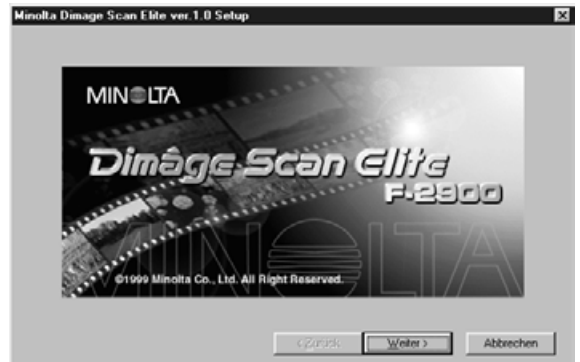 Minolta Dimage Scan Elite ver.1.0 Setup
MINOLTA
Dimâge Scan Elite
F-2900
MINOLTA
©1999 Minolta Co., Ltd. All Right Reserved.
< Zurück Weiter > Abbrechen